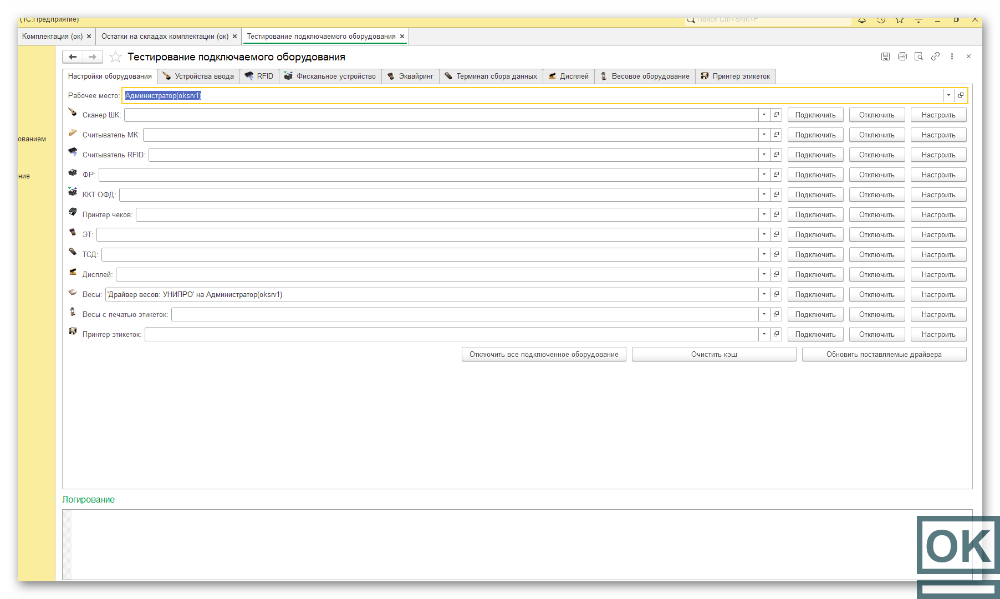 (1С:Предприятие)
Поиск Ctrl+Shift+F
Комплектация (ок)
Остатки на складах комплектации (ок)
Тестирование подключаемого оборудования
Тестирование подключаемого оборудования
Настройки оборудования
Устройства ввода
RFID
Фискальное устройство
Эквайринг
Терминал сбора данных
Дисплей
Весовое оборудование
Принтер этикеток
Рабочее место: Администратор(oksrv1)
Сканер ШК: Подключить Отключить Настроить
ованием
Считыватель МК: Подключить Отключить Настроить
Считыватель RFID: Подключить Отключить Настроить
ние
ФР: Подключить Отключить Настроить
ККТ ОФД: Подключить Отключить Настроить
Принтер чеков: Подключить Отключить Настроить
ЭТ: Подключить Отключить Настроить
ТСД: Подключить Отключить Настроить
Дисплей: Подключить Отключить Настроить
Весы: 'Драйвер весов: УНИПРО' на Администратор(oksrv1) Подключить Отключить Настроить
Весы с печатью этикеток: Подключить Отключить Настроить
Принтер этикеток: Подключить Отключить Настроить
Отключить все подключенное оборудование
Очистить кэш
Обновить поставляемые драйвера
Логирование
OK